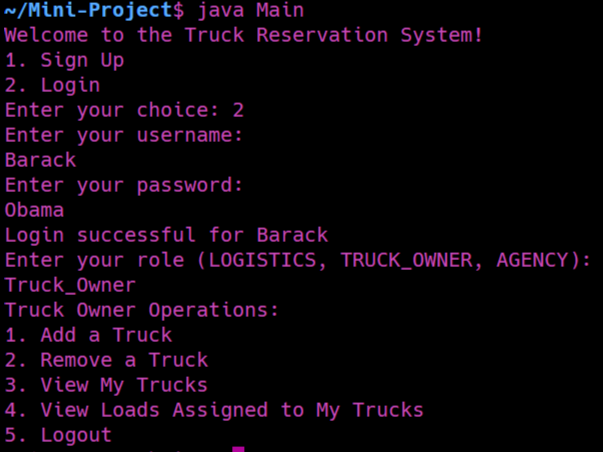 ~/Mini-Project$ java Main
Welcome to the Truck Reservation System!
1. Sign Up
2. Login
Enter your choice: 2
Enter your username:
Barack
Enter your password:
Obama
Login successful for Barack
Enter your role (LOGISTICS, TRUCK_OWNER, AGENCY):
Truck_Owner
Truck Owner Operations:
1. Add a Truck
2. Remove a Truck
3. View My Trucks
4. View Loads Assigned to My Trucks
5. Logout